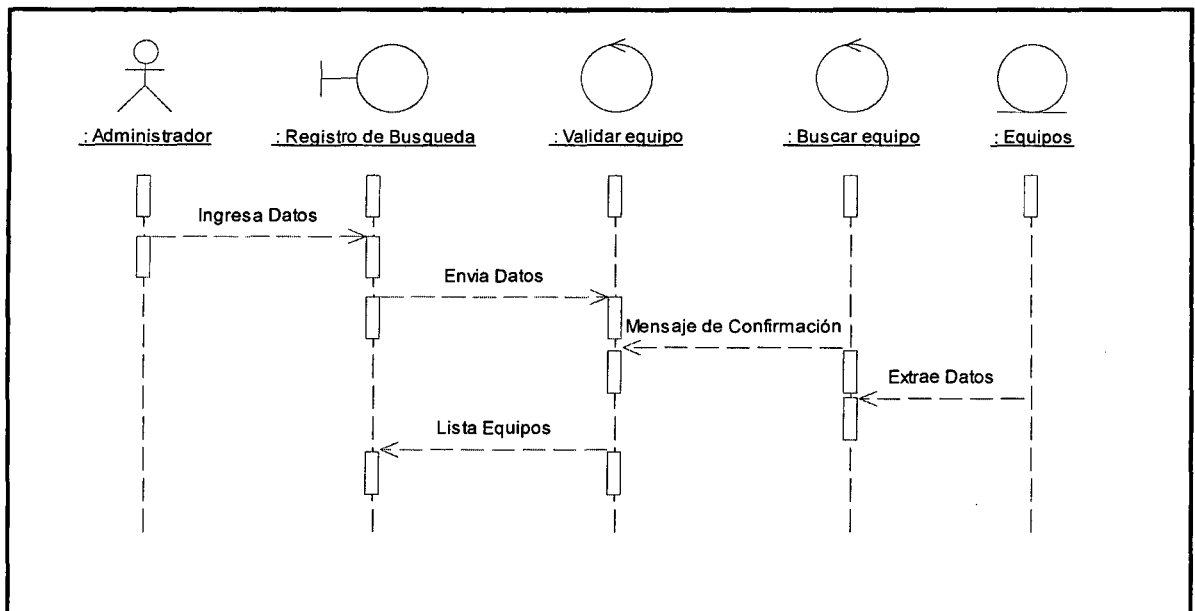 : Administrador
: Registro de Busqueda
: Validar equipo
: Buscar equipo
: Equipos
Ingresa Datos
Envia Datos
Mensaje de Confirmación
Extrae Datos
Lista Equipos